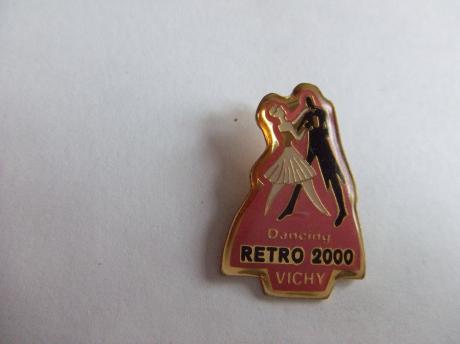 Dancing
RETRO 2000
VICHY